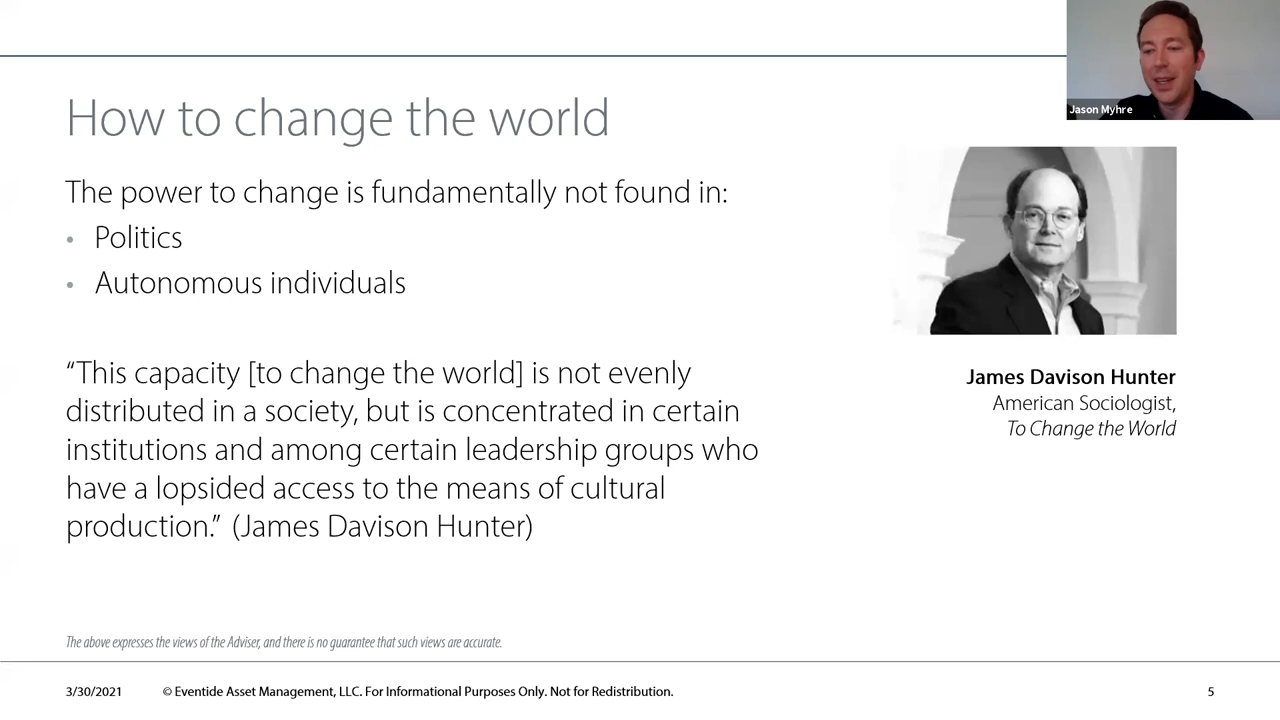 Jason Myhre
How to change the world
The power to change is fundamentally not found in:
• Politics
• Autonomous individuals
“This capacity [to change the world] is not evenly
distributed in a society, but is concentrated in certain
institutions and among certain leadership groups who
have a lopsided access to the means of cultural
production.” (James Davison Hunter)
James Davison Hunter
American Sociologist,
To Change the World
The above expresses the views of the Adviser, and there is no guarantee that such views are accurate.
3/30/2021 © Eventide Asset Management, LLC. For Informational Purposes Only. Not for Redistribution. 5